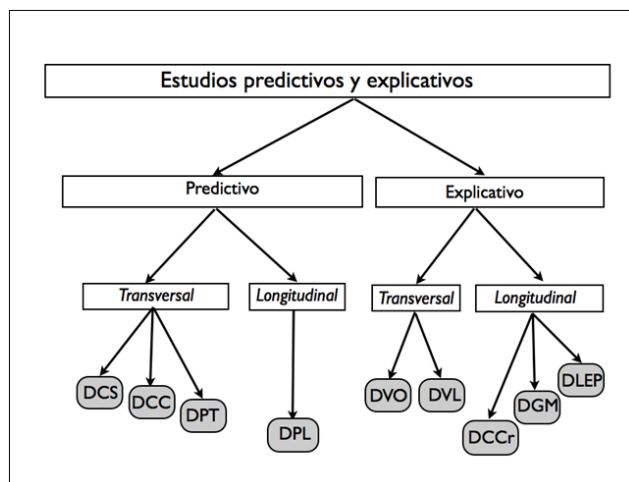 Estudios predictivos y explicativos
Predictivo
Explicativo
Transversal
Longitudinal
Transversal
Longitudinal
DCS
DCC
DPT
DPL
DVO
DVL
DCCr
DGM
DLEP